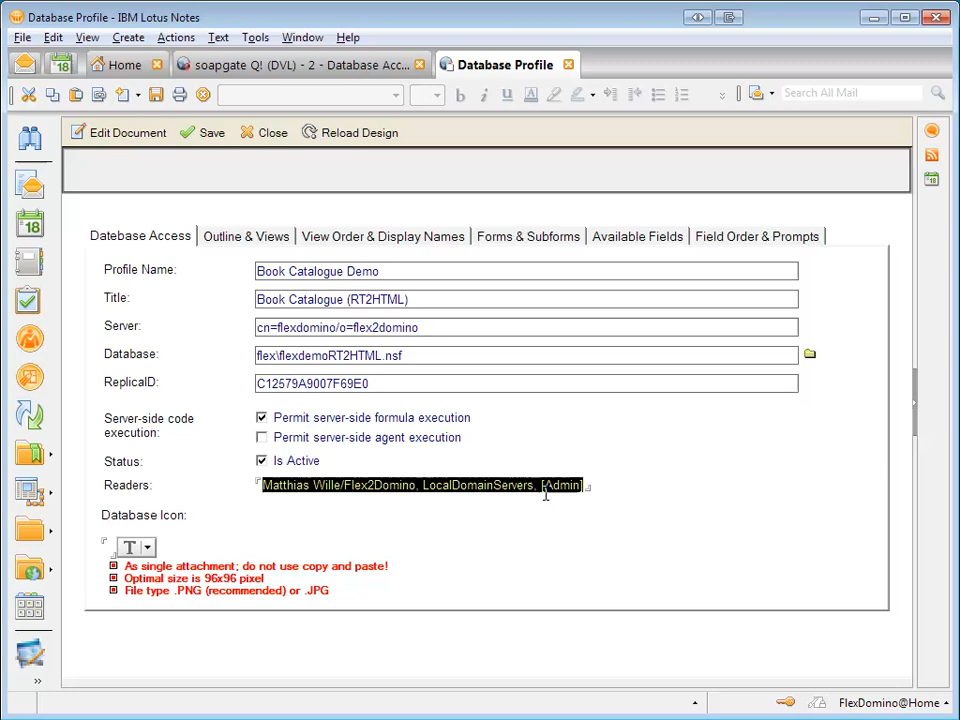 Database Profile - IBM Lotus Notes
File Edit View Create Actions Text Tools Window Help
18 Home soapgate Q! (DVL) - 2 - Database Acc... Database Profile
b i u A Search All Mail
Edit Document Save Close Reload Design
18
18
Database Access Outline & Views View Order & Display Names Forms & Subforms Available Fields Field Order & Prompts
Profile Name: Book Catalogue Demo
Title: Book Catalogue (RT2HTML)
Server: cn=flexdomino/o=flex2domino
Database: flex\flexdemoRT2HTML.nsf
ReplicaID: C12579A9007F69E0
Server-side code execution: Permit server-side formula execution
Permit server-side agent execution
Status: Is Active
Readers: Matthias Wille/Flex2Domino, LocalDomainServers, [Admin]
Database Icon:
T
As single attachment; do not use copy and paste!
Optimal size is 96x96 pixel
File type .PNG (recommended) or .JPG
»
FlexDomino@Home